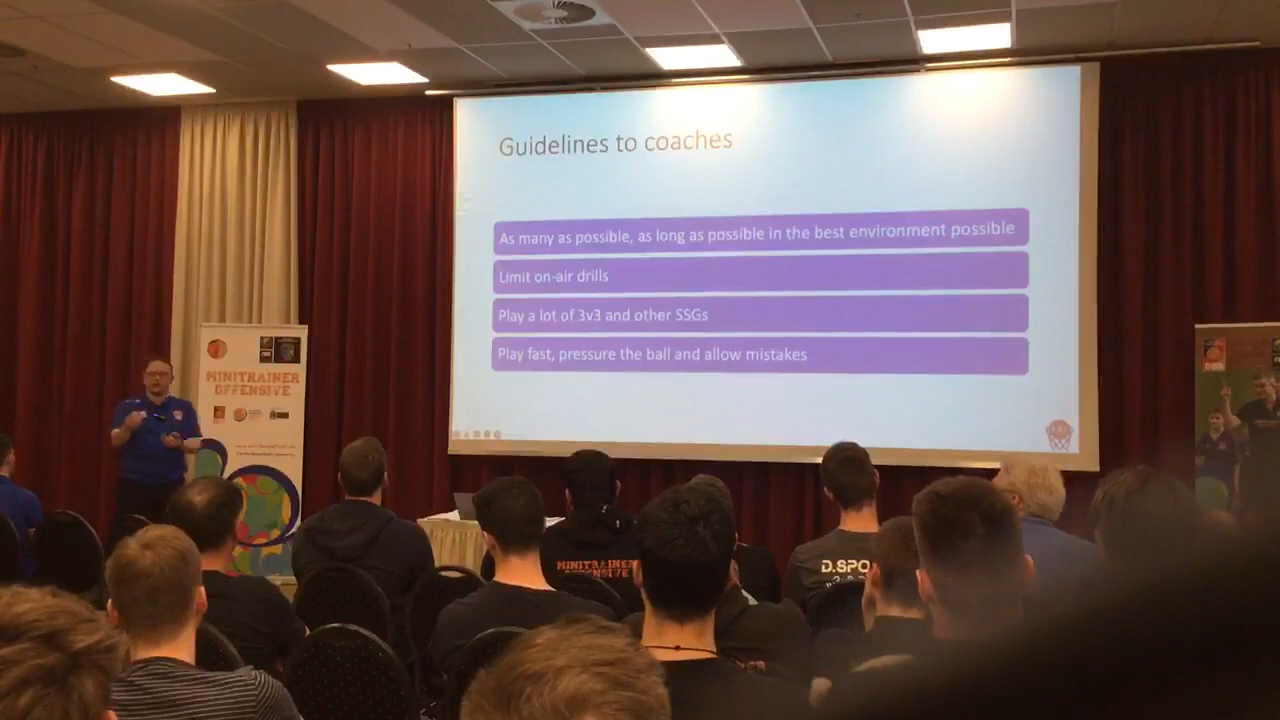 Guidelines to coaches
As many as possible, as long as possible in the best environment possible
Limit on-air drills
Play a lot of 3v3 and other SSGs
Play fast, pressure the ball and allow mistakes
MINITRAINER
OFFENSIVE
MINITRAINER
OFFENSIVE
D.SPO